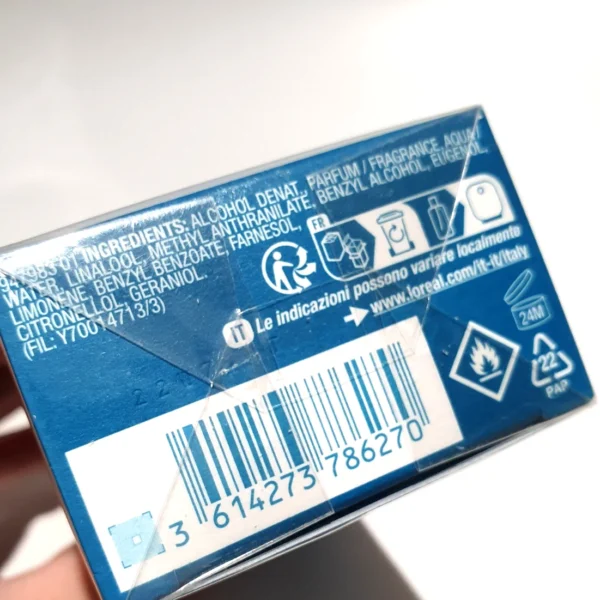 INGREDIENTS: ALCOHOL DENAT., PARFUM / FRAGRANCE, AQUA /
WATER, LINALOOL, METHYL ANTHRANILATE, BENZYL ALCOHOL, EUGENOL,
LIMONENE, BENZYL BENZOATE, FARNESOL,
CITRONELLOL, GERANIOL.
(FIL: Y70014713/3)
FR
IT Le indicazioni possono variare localmente
www.loreal.com/it-it/italy
24M
22
PAP
3 614273 786270